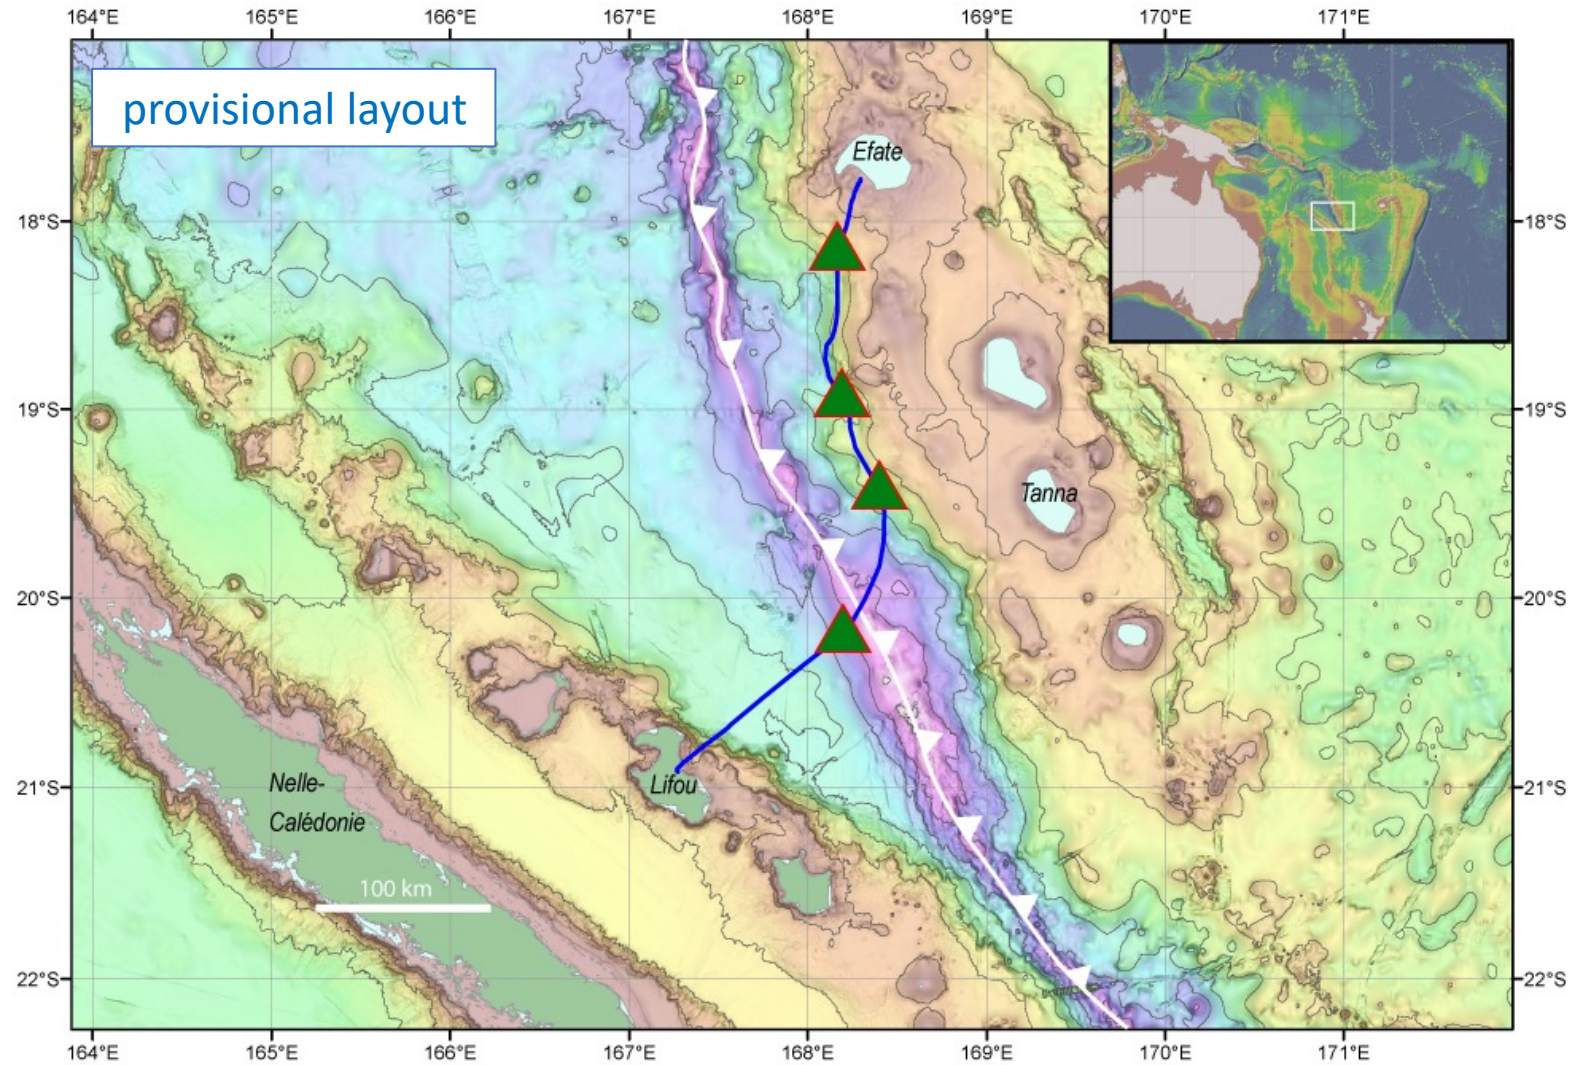 164°E 165°E 166°E 167°E 168°E 169°E 170°E 171°E
provisional layout
Efate
18°S 18°S
19°S 19°S
Tanna
20°S 20°S
Nelle-
Calédonie
Lifou
21°S 21°S
100 km
22°S 22°S
164°E 165°E 166°E 167°E 168°E 169°E 170°E 171°E